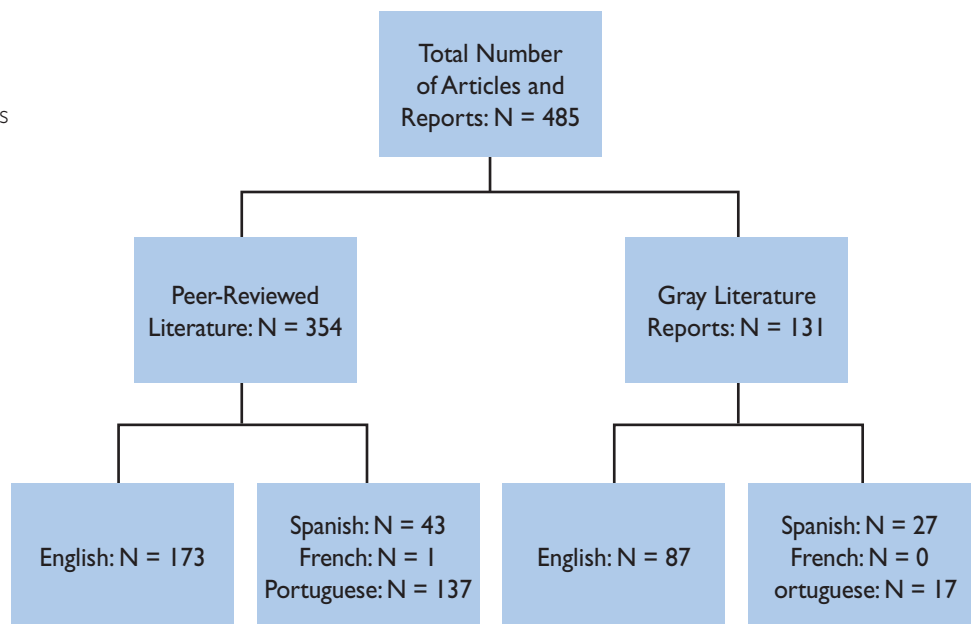 s
Total Number
of Articles and
Reports: N = 485
Peer-Reviewed
Literature: N = 354
Gray Literature
Reports: N = 131
English: N = 173
Spanish: N = 43
French: N = 1
Portuguese: N = 137
English: N = 87
Spanish: N = 27
French: N = 0
ortuguese: N = 17